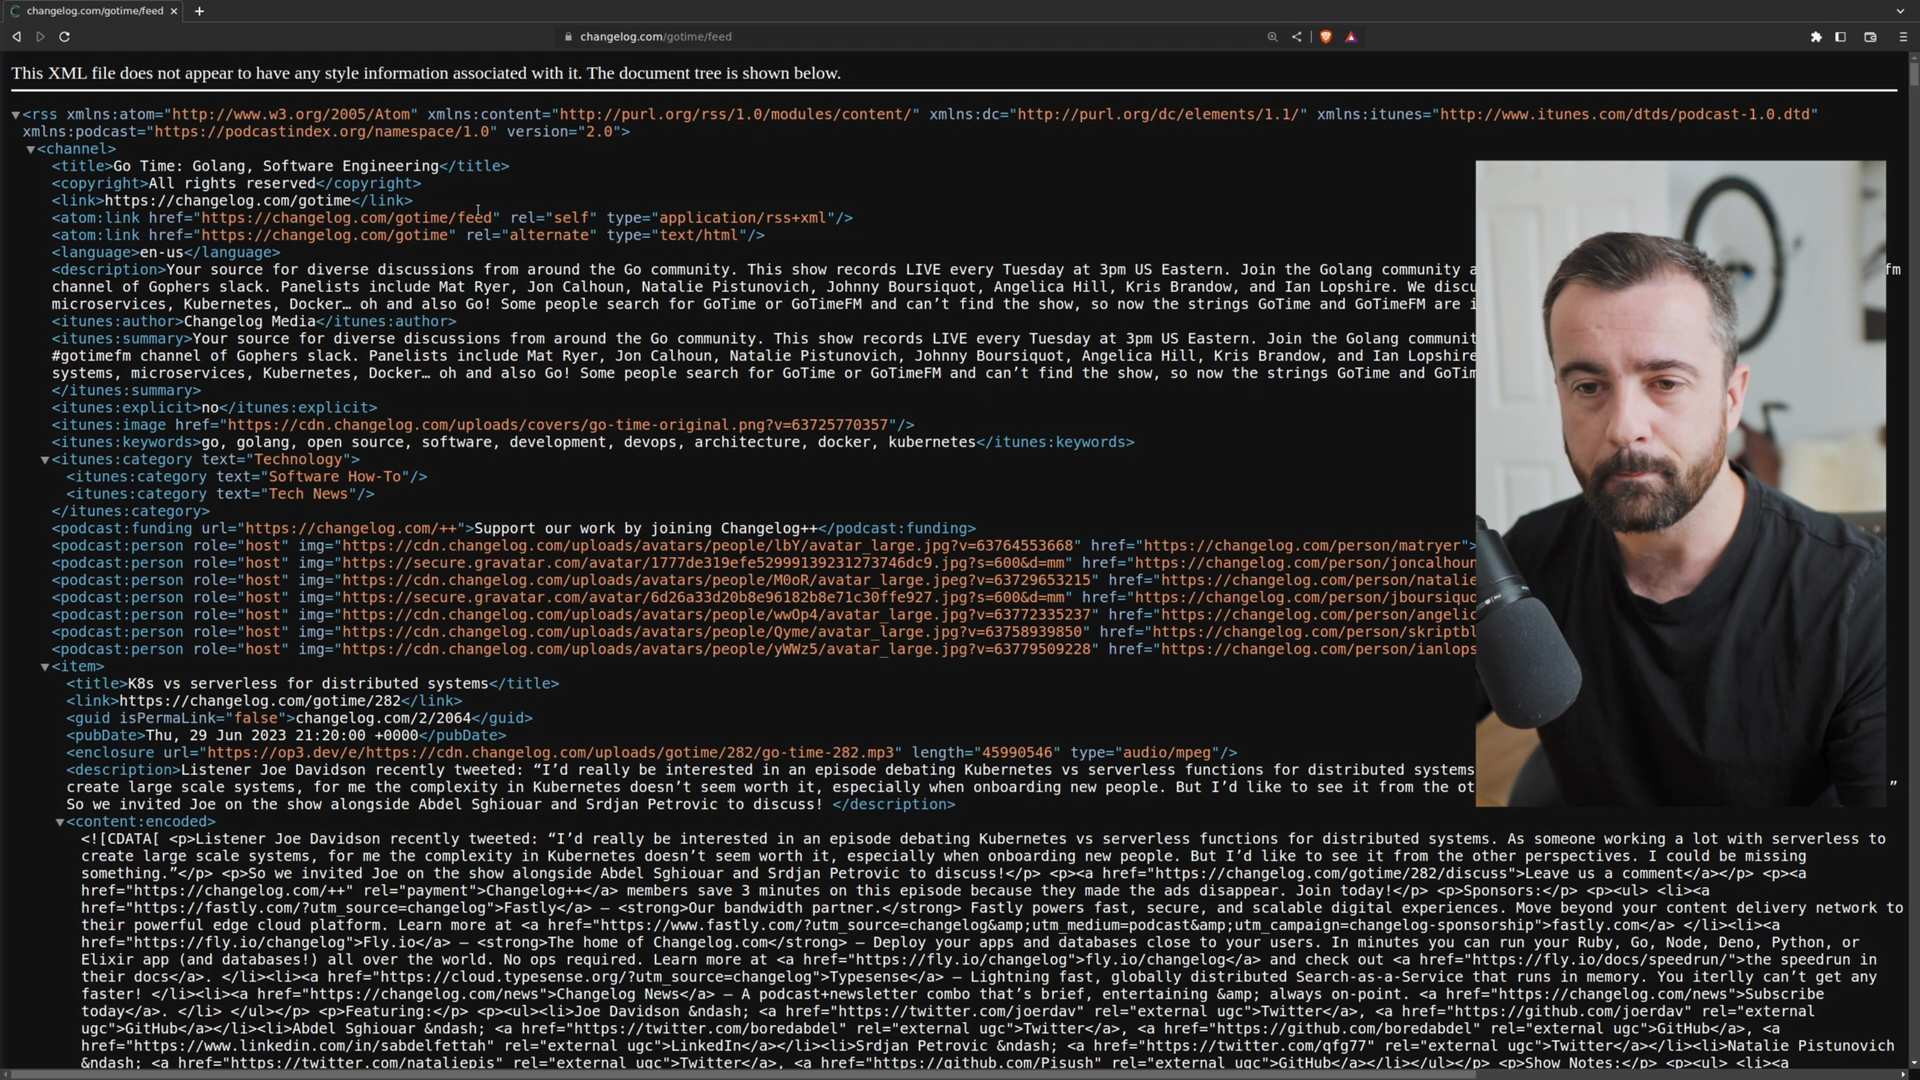 changelog.com/gotime/feed
changelog.com/gotime/feed
This XML file does not appear to have any style information associated with it. The document tree is shown below.
▼<rss xmlns:atom="http://www.w3.org/2005/Atom" xmlns:content="http://purl.org/rss/1.0/modules/content/" xmlns:dc="http://purl.org/dc/elements/1.1/" xmlns:itunes="http://www.itunes.com/dtds/podcast-1.0.dtd"
xmlns:podcast="https://podcastindex.org/namespace/1.0" version="2.0">
▼<channel>
<title>Go Time: Golang, Software Engineering</title>
<copyright>All rights reserved</copyright>
<link>https://changelog.com/gotime</link>
<atom:link href="https://changelog.com/gotime/feed" rel="self" type="application/rss+xml"/>
<atom:link href="https://changelog.com/gotime" rel="alternate" type="text/html"/>
<language>en-us</language>
<description>Your source for diverse discussions from around the Go community. This show records LIVE every Tuesday at 3pm US Eastern. Join the Golang community a fm
channel of Gophers slack. Panelists include Mat Ryer, Jon Calhoun, Natalie Pistunovich, Johnny Boursiquot, Angelica Hill, Kris Brandow, and Ian Lopshire. We discu
microservices, Kubernetes, Docker… oh and also Go! Some people search for GoTime or GoTimeFM and can’t find the show, so now the strings GoTime and GoTimeFM are i
<itunes:author>Changelog Media</itunes:author>
<itunes:summary>Your source for diverse discussions from around the Go community. This show records LIVE every Tuesday at 3pm US Eastern. Join the Golang communit
#gotimefm channel of Gophers slack. Panelists include Mat Ryer, Jon Calhoun, Natalie Pistunovich, Johnny Boursiquot, Angelica Hill, Kris Brandow, and Ian Lopshire
systems, microservices, Kubernetes, Docker… oh and also Go! Some people search for GoTime or GoTimeFM and can’t find the show, so now the strings GoTime and GoTim
</itunes:summary>
<itunes:explicit>no</itunes:explicit>
<itunes:image href="https://cdn.changelog.com/uploads/covers/go-time-original.png?v=63725770357"/>
<itunes:keywords>go, golang, open source, software, development, devops, architecture, docker, kubernetes</itunes:keywords>
▼<itunes:category text="Technology">
<itunes:category text="Software How-To"/>
<itunes:category text="Tech News"/>
</itunes:category>
<podcast:funding url="https://changelog.com/++">Support our work by joining Changelog++</podcast:funding>
<podcast:person role="host" img="https://cdn.changelog.com/uploads/avatars/people/lbY/avatar_large.jpg?v=63764553668" href="https://changelog.com/person/matryer">
<podcast:person role="host" img="https://secure.gravatar.com/avatar/1777de319efe52999139231273746dc9.jpg?s=600&d=mm" href="https://changelog.com/person/joncalhoun
<podcast:person role="host" img="https://cdn.changelog.com/uploads/avatars/people/M0oR/avatar_large.jpeg?v=63729653215" href="https://changelog.com/person/natalie
<podcast:person role="host" img="https://secure.gravatar.com/avatar/6d26a33d20b8e96182b8e71c30ffe927.jpg?s=600&d=mm" href="https://changelog.com/person/jboursiquo
<podcast:person role="host" img="https://cdn.changelog.com/uploads/avatars/people/wwOp4/avatar_large.jpg?v=63772335237" href="https://changelog.com/person/angelic
<podcast:person role="host" img="https://cdn.changelog.com/uploads/avatars/people/Qyme/avatar_large.jpg?v=63758939850" href="https://changelog.com/person/skriptbl
<podcast:person role="host" img="https://cdn.changelog.com/uploads/avatars/people/yWWz5/avatar_large.jpg?v=63779509228" href="https://changelog.com/person/ianlops
▼<item>
<title>K8s vs serverless for distributed systems</title>
<link>https://changelog.com/gotime/282</link>
<guid isPermaLink="false">changelog.com/2/2064</guid>
<pubDate>Thu, 29 Jun 2023 21:20:00 +0000</pubDate>
<enclosure url="https://op3.dev/e/https://cdn.changelog.com/uploads/gotime/282/go-time-282.mp3" length="45990546" type="audio/mpeg"/>
<description>Listener Joe Davidson recently tweeted: “I’d really be interested in an episode debating Kubernetes vs serverless functions for distributed systems
create large scale systems, for me the complexity in Kubernetes doesn’t seem worth it, especially when onboarding new people. But I’d like to see it from the ot ”
So we invited Joe on the show alongside Abdel Sghiouar and Srdjan Petrovic to discuss! </description>
▼<content:encoded>
<![CDATA[ <p>Listener Joe Davidson recently tweeted: “I’d really be interested in an episode debating Kubernetes vs serverless functions for distributed systems. As someone working a lot with serverless to
create large scale systems, for me the complexity in Kubernetes doesn’t seem worth it, especially when onboarding new people. But I’d like to see it from the other perspectives. I could be missing
something.”</p> <p>So we invited Joe on the show alongside Abdel Sghiouar and Srdjan Petrovic to discuss!</p> <p><a href="https://changelog.com/gotime/282/discuss">Leave us a comment</a></p> <p><a
href="https://changelog.com/++" rel="payment">Changelog++</a> members save 3 minutes on this episode because they made the ads disappear. Join today!</p> <p>Sponsors:</p> <p><ul> <li><a
href="https://fastly.com/?utm_source=changelog">Fastly</a> – <strong>Our bandwidth partner.</strong> Fastly powers fast, secure, and scalable digital experiences. Move beyond your content delivery network to
their powerful edge cloud platform. Learn more at <a href="https://www.fastly.com/?utm_source=changelog&amp;utm_medium=podcast&amp;utm_campaign=changelog-sponsorship">fastly.com</a> </li><li><a
href="https://fly.io/changelog">Fly.io</a> – <strong>The home of Changelog.com</strong> — Deploy your apps and databases close to your users. In minutes you can run your Ruby, Go, Node, Deno, Python, or
Elixir app (and databases!) all over the world. No ops required. Learn more at <a href="https://fly.io/changelog">fly.io/changelog</a> and check out <a href="https://fly.io/docs/speedrun/">the speedrun in
their docs</a>. </li><li><a href="https://cloud.typesense.org/?utm_source=changelog">Typesense</a> – Lightning fast, globally distributed Search-as-a-Service that runs in memory. You iterlly can’t get any
faster! </li><li><a href="https://changelog.com/news">Changelog News</a> – A podcast+newsletter combo that’s brief, entertaining &amp; always on-point. <a href="https://changelog.com/news">Subscribe
today</a>. </li> </ul></p> <p>Featuring:</p> <p><ul><li>Joe Davidson &ndash; <a href="https://twitter.com/joerdav" rel="external ugc">Twitter</a>, <a href="https://github.com/joerdav" rel="external
ugc">GitHub</a></li><li>Abdel Sghiouar &ndash; <a href="https://twitter.com/boredabdel" rel="external ugc">Twitter</a>, <a href="https://github.com/boredabdel" rel="external ugc">GitHub</a>, <a
href="https://www.linkedin.com/in/sabdelfettah" rel="external ugc">LinkedIn</a></li><li>Srdjan Petrovic &ndash; <a href="https://twitter.com/qfg77" rel="external ugc">Twitter</a></li><li>Natalie Pistunovich
&ndash; <a href="https://twitter.com/nataliepis" rel="external ugc">Twitter</a>, <a href="https://github.com/Pisush" rel="external ugc">GitHub</a></li></ul></p> <p>Show Notes:</p> <p><ul> <li><a